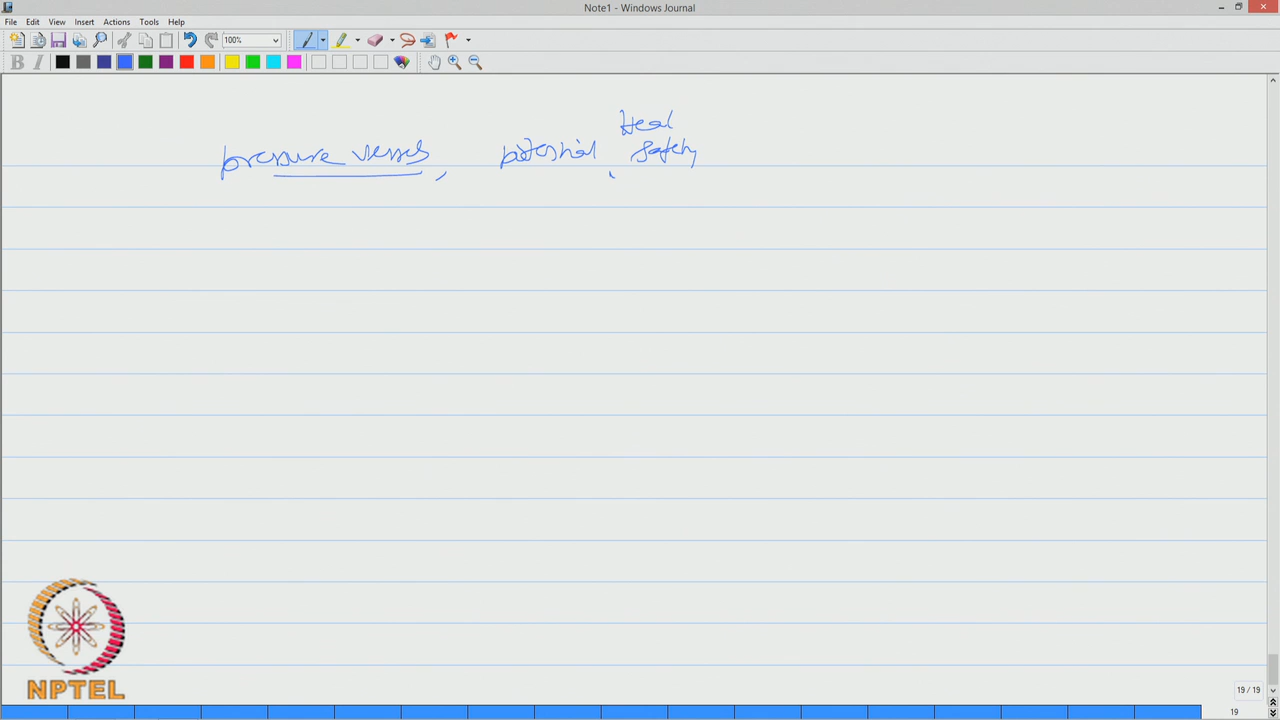 Note1 - Windows Journal
File Edit View Insert Actions Tools Help
100%
B I
Heal
pressure vessels, potential safety
NPTEL
19 / 19
19